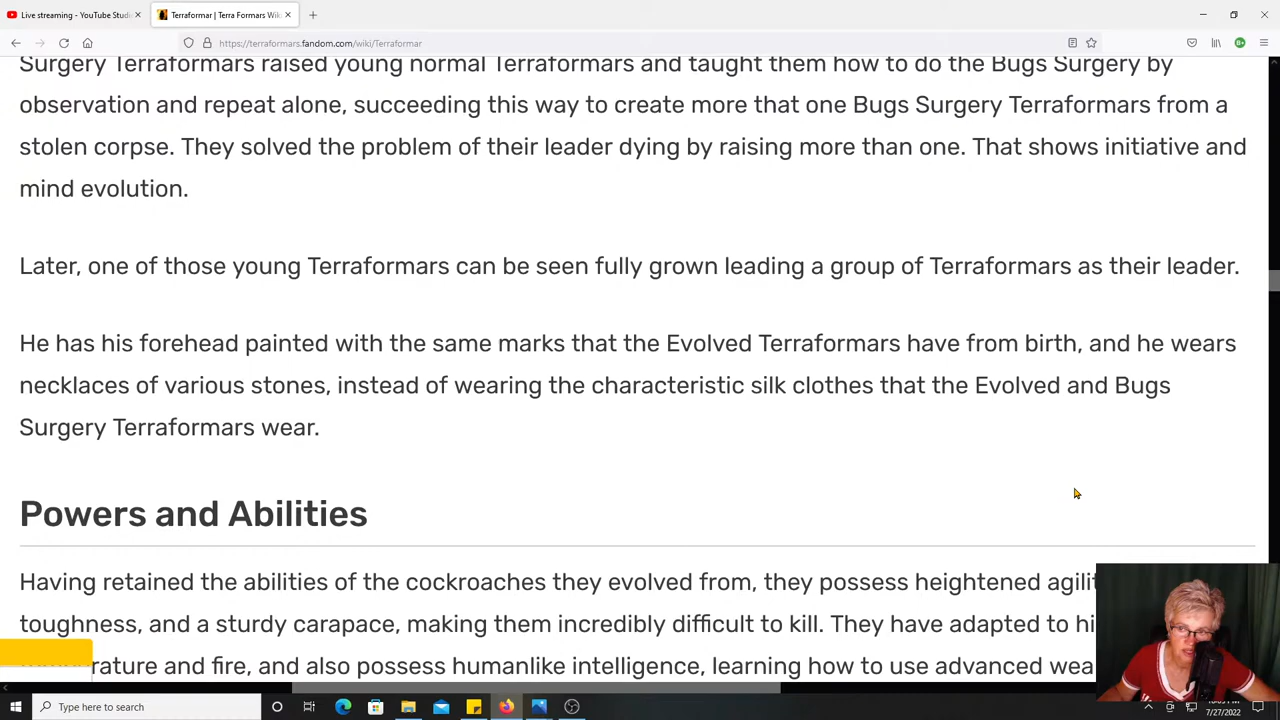 Live streaming - YouTube Studi
Terraformar | Terra Formars Wiki
https://terraformars.fandom.com/wiki/Terraformar
Surgery Terraformars raised young normal Terraformars and taught them how to do the Bugs Surgery by
observation and repeat alone, succeeding this way to create more that one Bugs Surgery Terraformars from a
stolen corpse. They solved the problem of their leader dying by raising more than one. That shows initiative and
mind evolution.
Later, one of those young Terraformars can be seen fully grown leading a group of Terraformars as their leader.
He has his forehead painted with the same marks that the Evolved Terraformars have from birth, and he wears
necklaces of various stones, instead of wearing the characteristic silk clothes that the Evolved and Bugs
Surgery Terraformars wear.
Powers and Abilities
Having retained the abilities of the cockroaches they evolved from, they possess heightened agili
toughness, and a sturdy carapace, making them incredibly difficult to kill. They have adapted to hi
rature and fire, and also possess humanlike intelligence, learning how to use advanced wea
Type here to search
7/27/2022